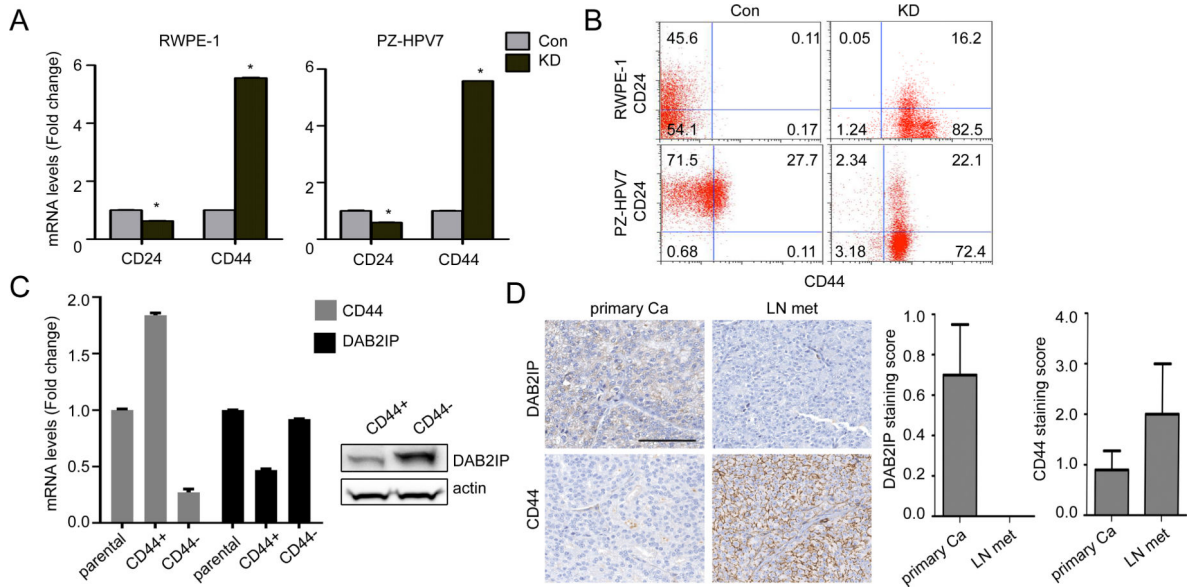 A
RWPE-1
PZ-HPV7
Con
KD
mRNA levels (Fold change)
6
4
2
0
CD24
CD44
*
*
6
4
2
0
CD24
CD44
*
*
B
Con
KD
RWPE-1
CD24
45.6
0.11
54.1
0.17
0.05
16.2
1.24
82.5
PZ-HPV7
CD24
71.5
27.7
0.68
0.11
2.34
22.1
3.18
72.4
CD44
C
mRNA levels (Fold change)
2.0
1.5
1.0
0.5
0.0
CD44
DAB2IP
parental
CD44+
CD44-
parental
CD44+
CD44-
CD44+
CD44-
DAB2IP
actin
D
primary Ca
LN met
DAB2IP
CD44
DAB2IP staining score
1.0
0.8
0.6
0.4
0.2
0.0
primary Ca
LN met
CD44 staining score
4.0
3.0
2.0
1.0
0.0
primary Ca
LN met